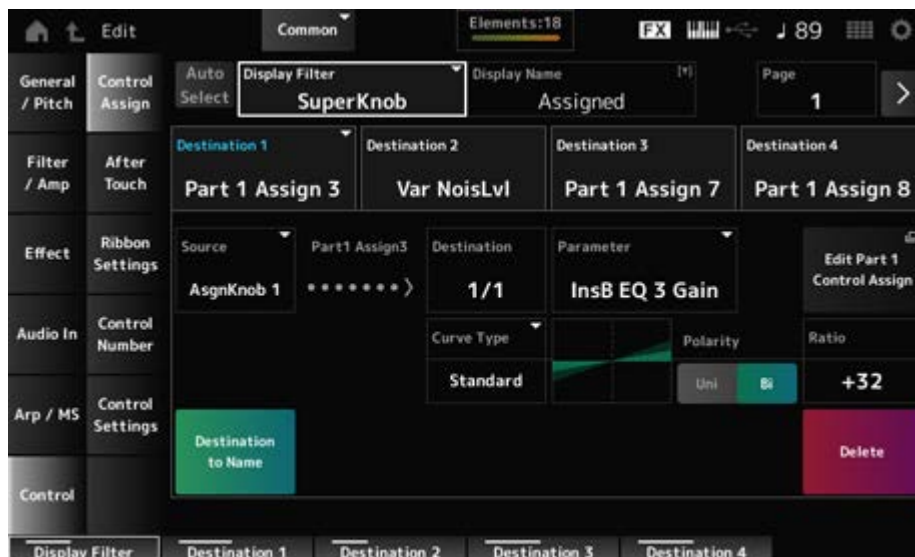 Edit
Common
Elements:18
FX
♩ 89
General / Pitch
Control Assign
Auto Select
Display Filter
SuperKnob
Display Name
[*]
Assigned
Page
1
Filter / Amp
After Touch
Destination 1
Part 1 Assign 3
Destination 2
Var NoisLvl
Destination 3
Part 1 Assign 7
Destination 4
Part 1 Assign 8
Effect
Ribbon Settings
Source
AsgnKnob 1
Part1 Assign3
Destination
1/1
Parameter
InsB EQ 3 Gain
Edit Part 1
Control Assign
Audio In
Control Number
Curve Type
Standard
Polarity
Uni
Bi
Ratio
+32
Arp / MS
Control Settings
Destination to Name
Delete
Control
Display Filter
Destination 1
Destination 2
Destination 3
Destination 4